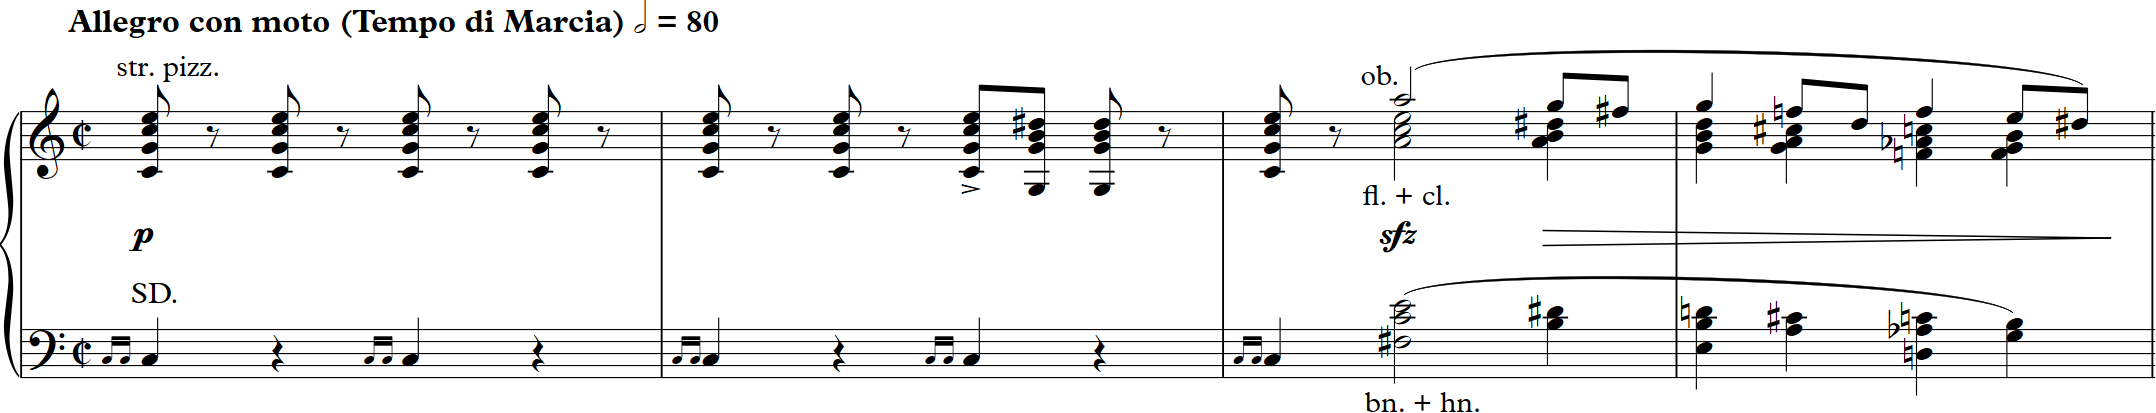 Allegro con moto (Tempo di Marcia) 𝅗𝅥 = 80
str. pizz.
ob.
fl. + cl.
p
sfz
SD.
bn. + hn.